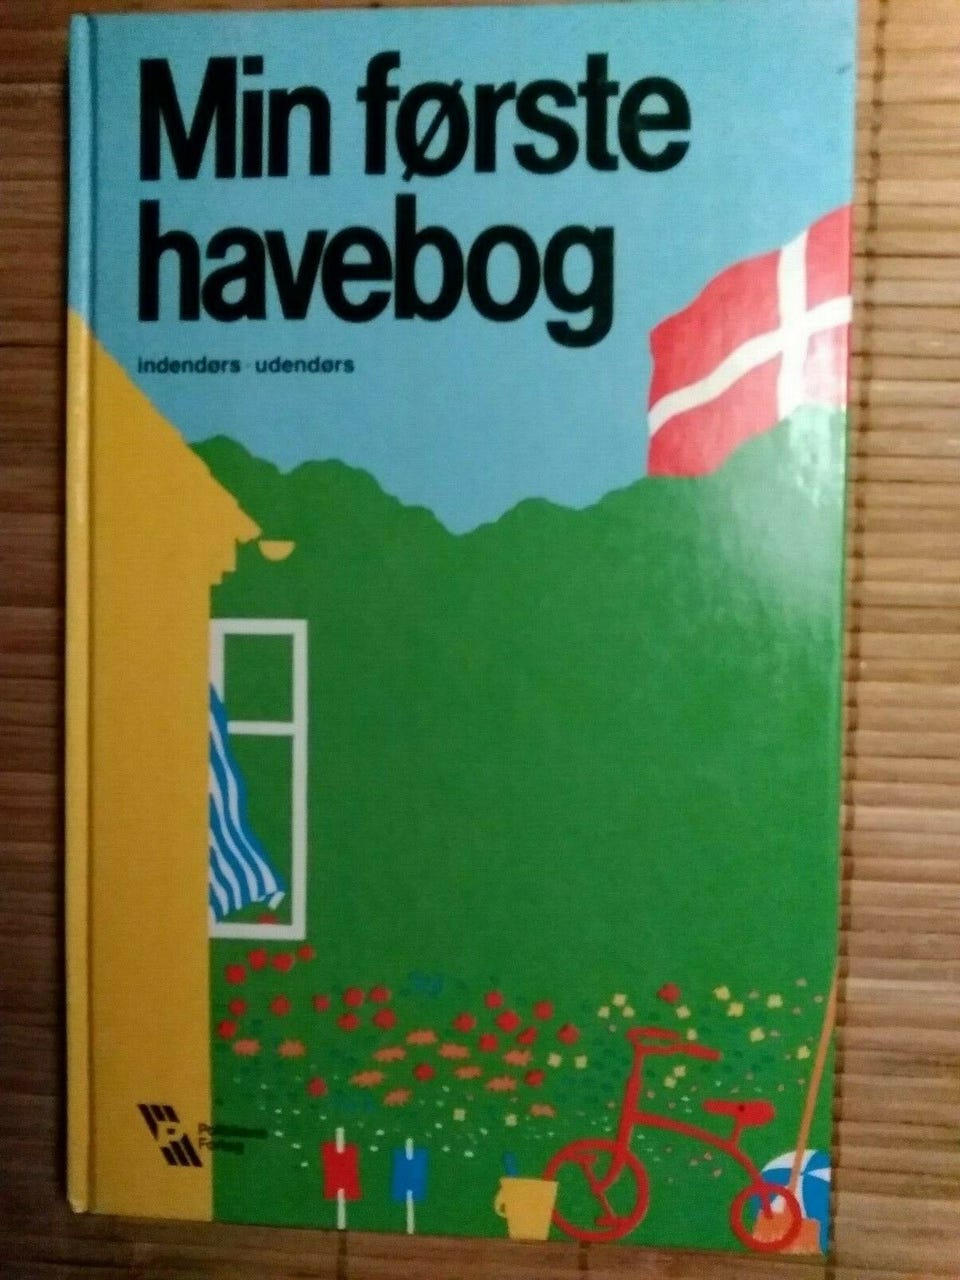 Min første
havebog
indendørs · udendørs